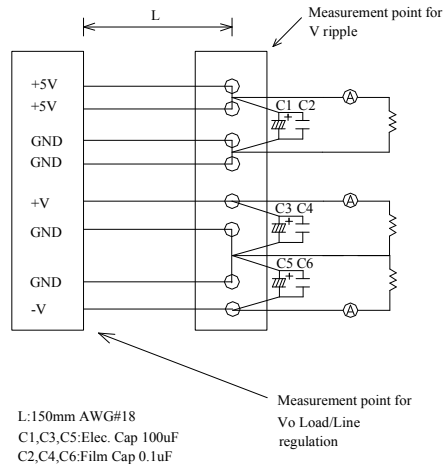 L
Measurement point for
V ripple
+5V
+5V
GND
GND
+V
GND
GND
-V
C1 C2
+
A
C3 C4
+
A
C5 C6
+
A
Measurement point for
Vo Load/Line
regulation
L:150mm AWG#18
C1,C3,C5:Elec. Cap 100uF
C2,C4,C6:Film Cap 0.1uF